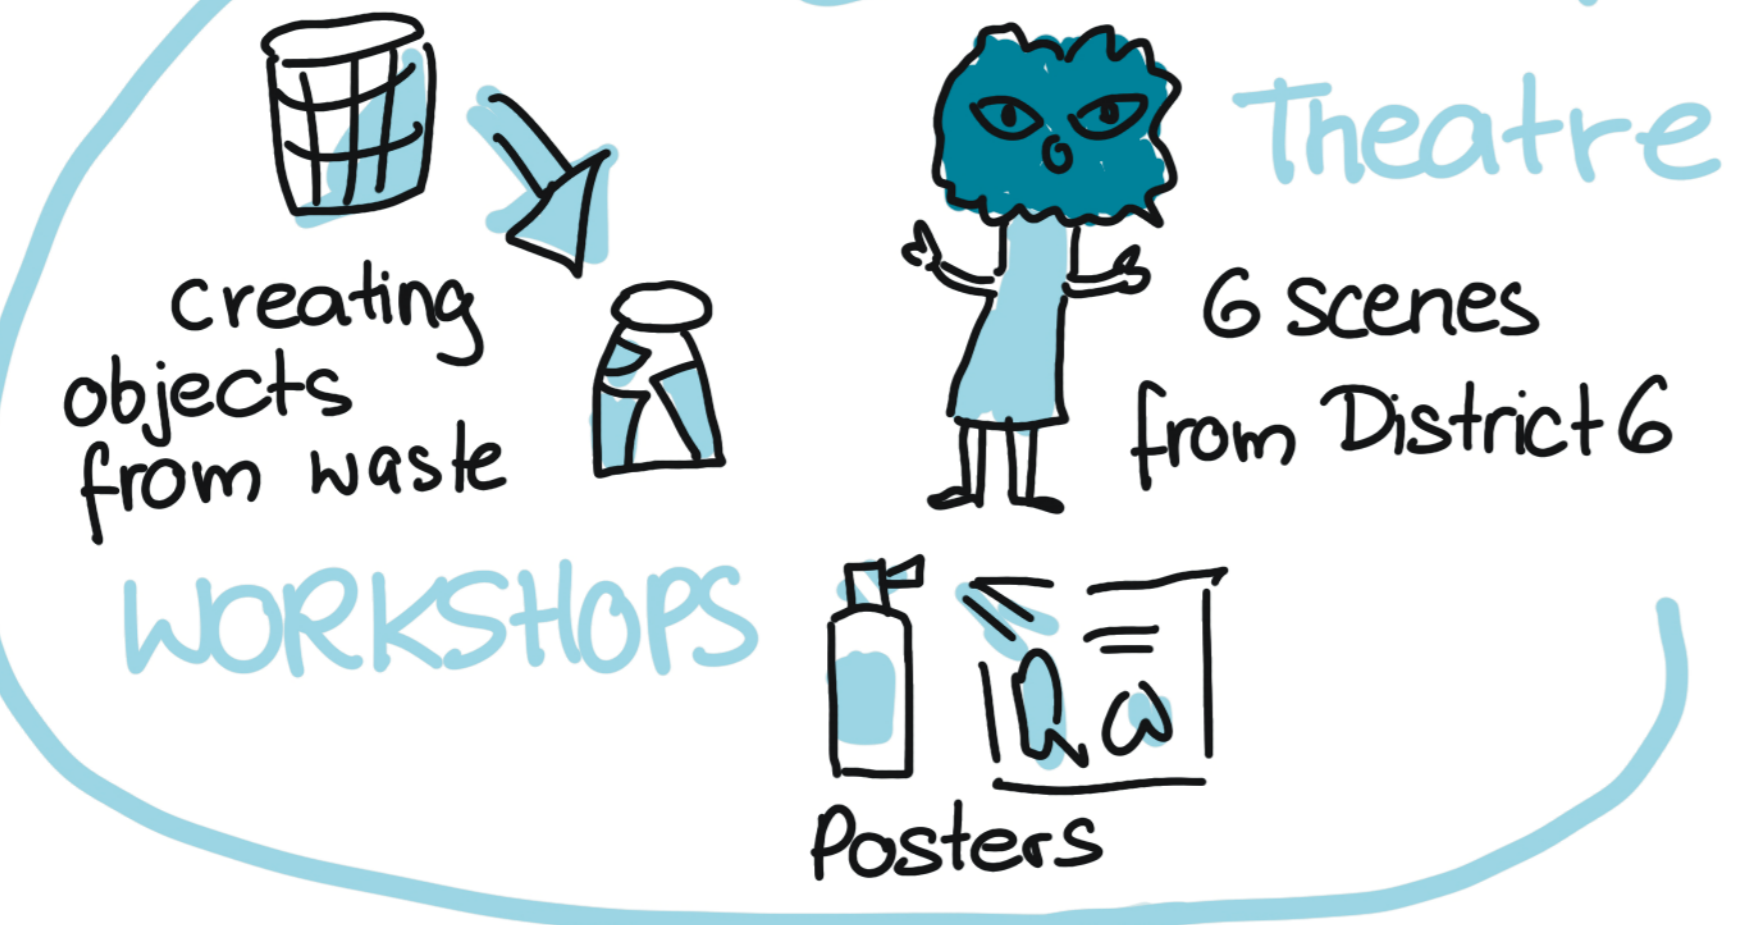 creating
objects
from waste
WORKSHOPS
Theatre
6 scenes
from District 6
Posters